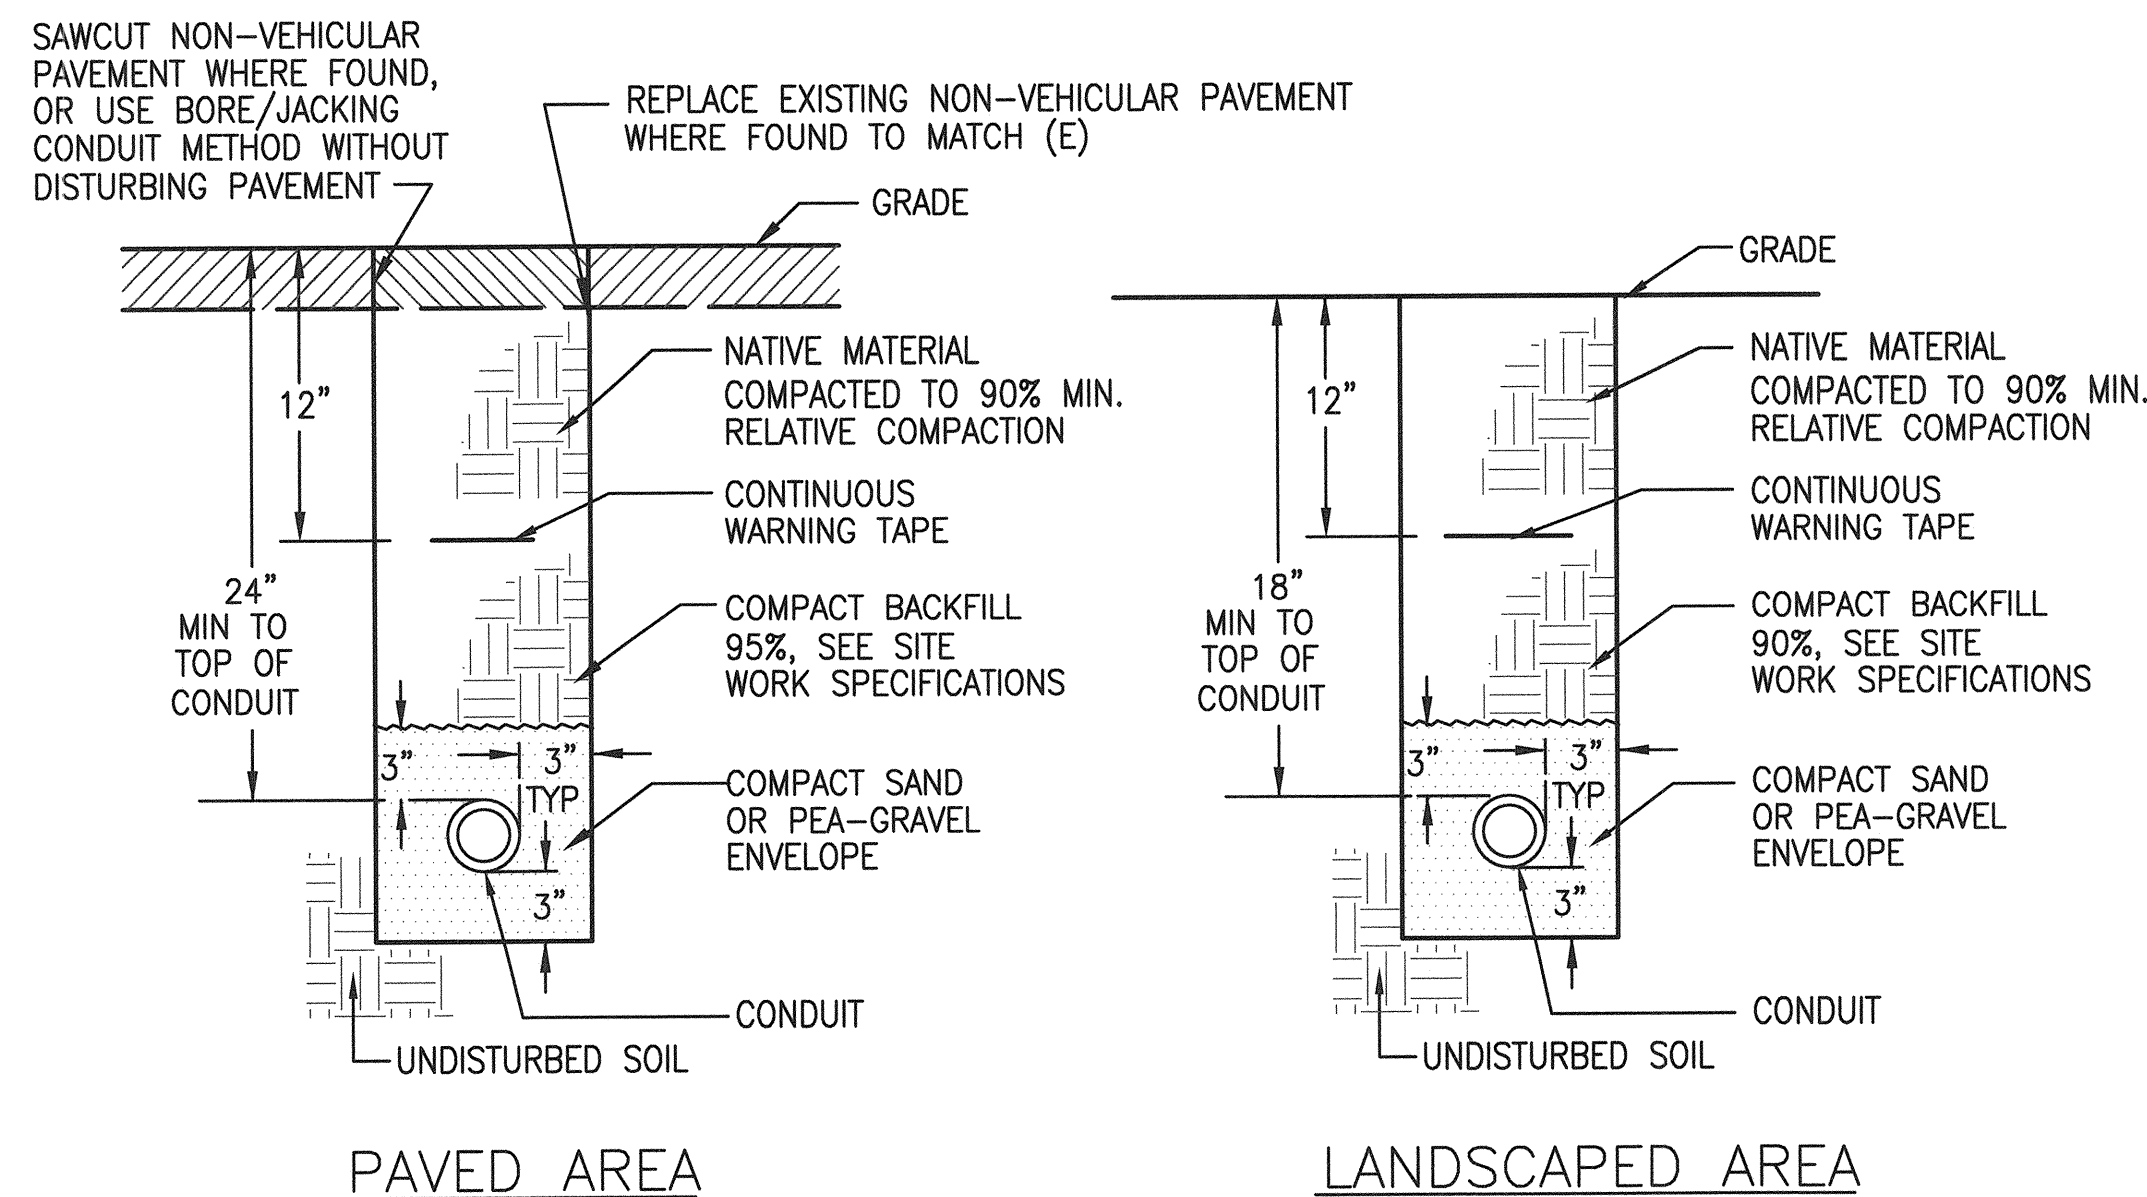 SAWCUT NON-VEHICULAR
PAVEMENT WHERE FOUND,
OR USE BORE/JACKING
CONDUIT METHOD WITHOUT
DISTURBING PAVEMENT
REPLACE EXISTING NON-VEHICULAR PAVEMENT
WHERE FOUND TO MATCH (E)
GRADE
12"
24"
MIN TO
TOP OF
CONDUIT
NATIVE MATERIAL
COMPACTED TO 90% MIN.
RELATIVE COMPACTION
CONTINUOUS
WARNING TAPE
COMPACT BACKFILL
95%, SEE SITE
WORK SPECIFICATIONS
3"
3"
TYP
3"
COMPACT SAND
OR PEA-GRAVEL
ENVELOPE
CONDUIT
UNDISTURBED SOIL
PAVED AREA
GRADE
12"
18"
MIN TO
TOP OF
CONDUIT
NATIVE MATERIAL
COMPACTED TO 90% MIN.
RELATIVE COMPACTION
CONTINUOUS
WARNING TAPE
COMPACT BACKFILL
90%, SEE SITE
WORK SPECIFICATIONS
3"
3"
TYP
3"
COMPACT SAND
OR PEA-GRAVEL
ENVELOPE
CONDUIT
UNDISTURBED SOIL
LANDSCAPED AREA